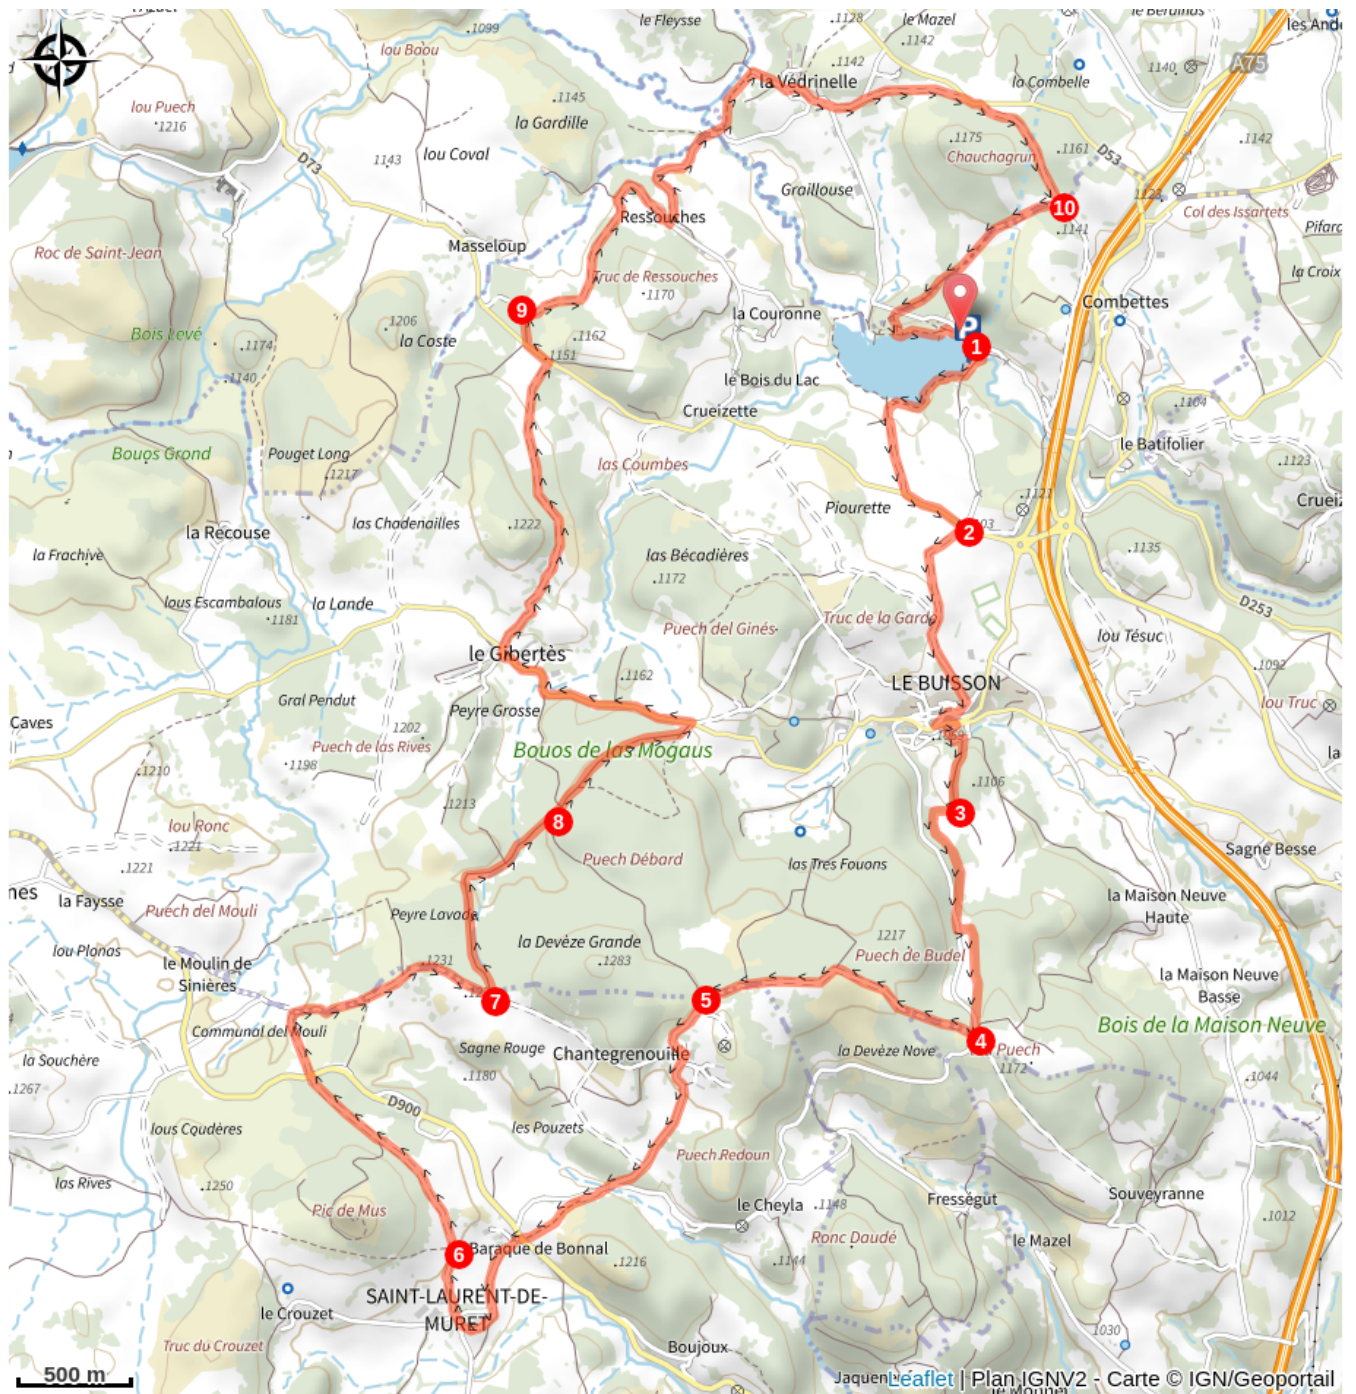 le Fleysse
.1128
le Mazel
les And
.1099
lou Baou
.1142
.1142
1140
A75
la Combelle
la Védrinelle
lou Puech
.1216
.1145
la Gardille
.1175
Chauchagrun
.1161
D53
.1142
1143
lou Coval
D73
1123
Graillouse
10
Col des Issartets
Ressouches
.1141
Pifarc
Roc de Saint-Jean
Masseloup
Truc de Ressouches
.1170
la Croix
9
la Couronne
Combettes
Bois Levé
.1206
la Coste
.1162
P
1
.1174
.1151
.1140
le Bois du Lac
Crueizette
.1104
le Batifolier
Bouos Grond
Pouget Long
.1217
las Coumbes
.1123
Crueiz
.1121
Piourette
las Chadenailles
.1222
2
la Recouse
.1135
la Frachive
las Bécadières
.1172
lous Escambalous
.1181
la Lande
D253
Puech del Ginés
Truc de la Garde
lou Tésuc
le Gibertès
.1092
.1162
LE BUISSON
Gral Pendut
Peyre Grosse
lou Truc
Caves
.1202
Puech de las Rives
Bouos de las Mogaus
la
.1210
.1198
.1106
.1213
3
lou Ronc
.1221
8
Sagne Besse
.1221
Puech Débard
las Tres Fouons
nes
la Faysse
Puech del Mouli
Peyre Lavade
la Maison Neuve
Haute
lou Plonas
la Devèze Grande
.1217
Puech de Budel
le Moulin de
Sinières
.1231
.1283
la Maison Neuve
Basse
7
5
Communal del Mouli
Bois de la Maison Neuve
4
Puech
la Souchère
Sagne Rouge
Chantegrenouille
la Devèze Nove
.1172
.1267
.1180
.1044
D900
lous Coudères
les Pouzets
Puech Redoun
las Rives
.1250
Pic de Mus
le Cheyla
.1148
Frességut
Souveyranne
.1012
6
Baraque de Bonnal
Ronc Daudé
le Mazel
.1216
.1144
SAINT-LAURENT-DE-
MURET
le Crouzet
1030
Truc du Crouzet
Boujoux
500 m
Leaflet | Plan IGNV2 - Carte © IGN/Geoportail